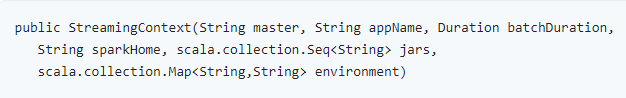 public StreamingContext(String master, String appName, Duration batchDuration,
String sparkHome, scala.collection.Seq<String> jars,
scala.collection.Map<String,String> environment)